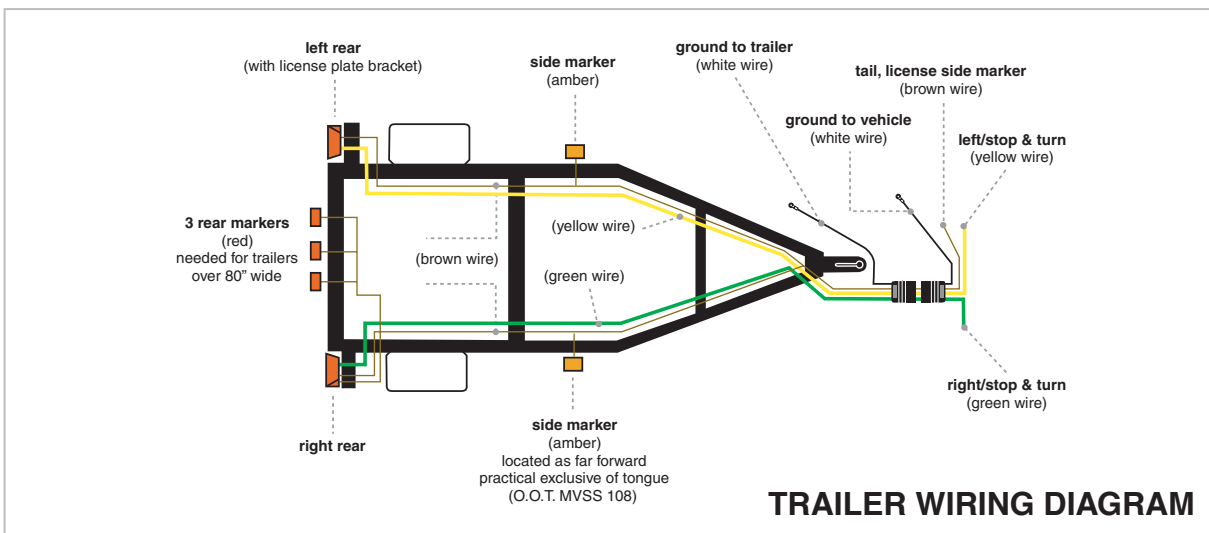 left rear
(with license plate bracket)
side marker
(amber)
ground to trailer
(white wire)
tail, license side marker
(brown wire)
ground to vehicle
(white wire)
left/stop & turn
(yellow wire)
3 rear markers
(red)
needed for trailers
over 80” wide
(brown wire)
(yellow wire)
(green wire)
right/stop & turn
(green wire)
right rear
side marker
(amber)
located as far forward
practical exclusive of tongue
(O.O.T. MVSS 108)
TRAILER WIRING DIAGRAM